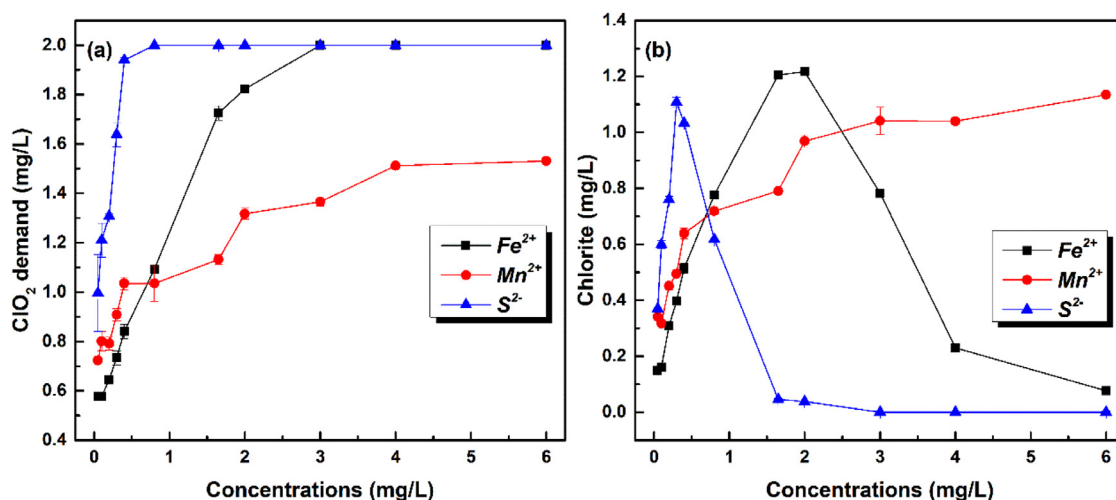 (a)
ClO₂ demand (mg/L)
2.0
1.8
1.6
1.4
1.2
1.0
0.8
0.6
0.4
Fe²⁺
Mn²⁺
S²⁻
0 1 2 3 4 5 6
Concentrations (mg/L)
(b)
Chlorite (mg/L)
1.4
1.2
1.0
0.8
0.6
0.4
0.2
0.0
Fe²⁺
Mn²⁺
S²⁻
0 1 2 3 4 5 6
Concentrations (mg/L)